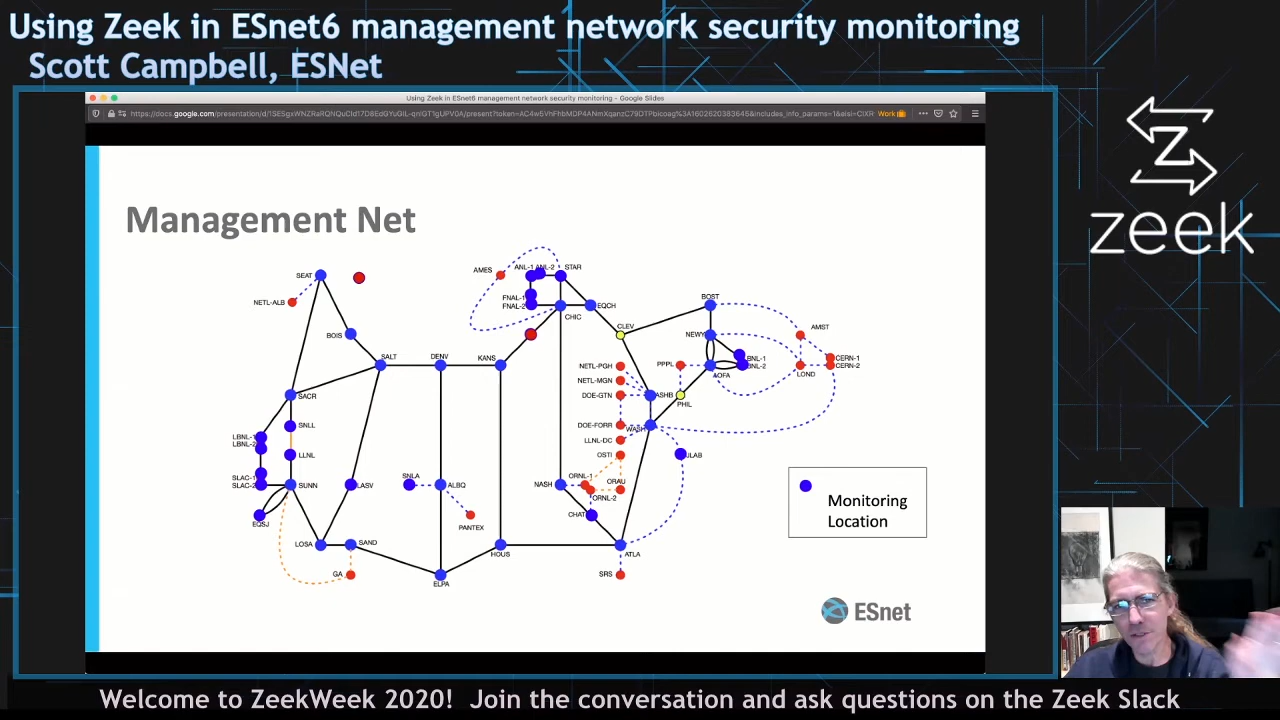 Using Zeek in ESnet6 management network security monitoring
Scott Campbell, ESNet
Using Zeek in ESnet6 management network security monitoring - Google Slides
Work
Management Net
SEAT
NETL-ALB
BOIS
SALT
DENV
KANS
AMES
ANL-1 ANL-2 STAR
FNAL-1
FNAL-2
CHIC
EQCH
CLEV
BOST
NEWY
AMST
BNL-2
AOFA
LOND
CERN-1
CERN-2
NETL-PGH
NETL-MGN
DOE-GTN
DOE-FORR
LLNL-DC
OSTI
PPPL
ASHB
PHIL
WASH
JLAB
SACR
SNLL
LBNL-1
LBNL-2
LLNL
SLAC-1
SLAC-2
SUNN
EQSJ
LASV
SNLA
ALBQ
PANTEX
NASH
ORNL-1
ORAU
ORNL-2
CHAT
LOSA
SAND
GA
ELPA
HOUS
ATLA
SRS
Monitoring
Location
ESnet
zeek
Welcome to ZeekWeek 2020! Join the conversation and ask questions on the Zeek Slack